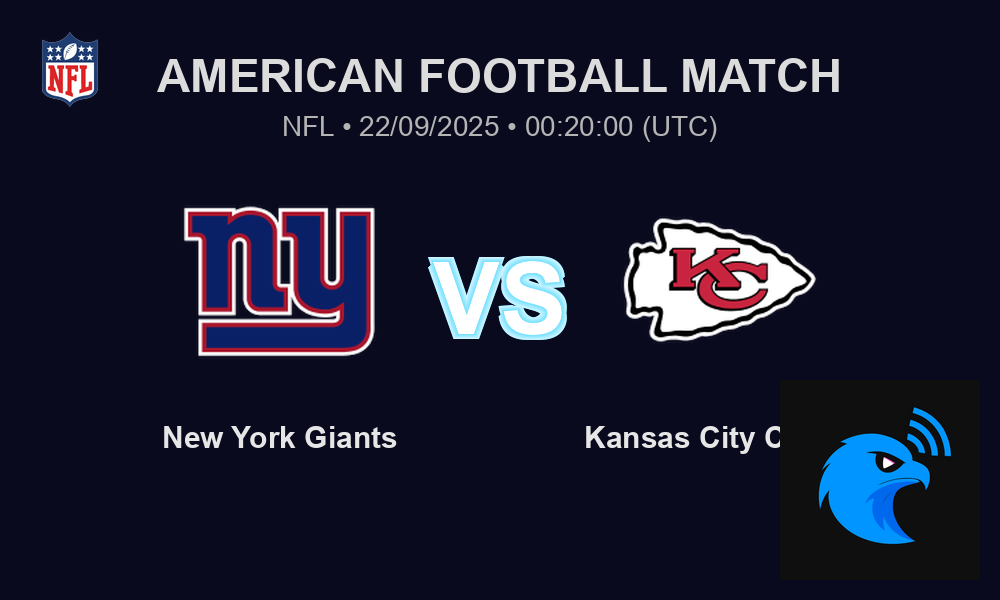 NFL
AMERICAN FOOTBALL MATCH
NFL • 22/09/2025 • 00:20:00 (UTC)
ny
VS
KC
New York Giants
Kansas City